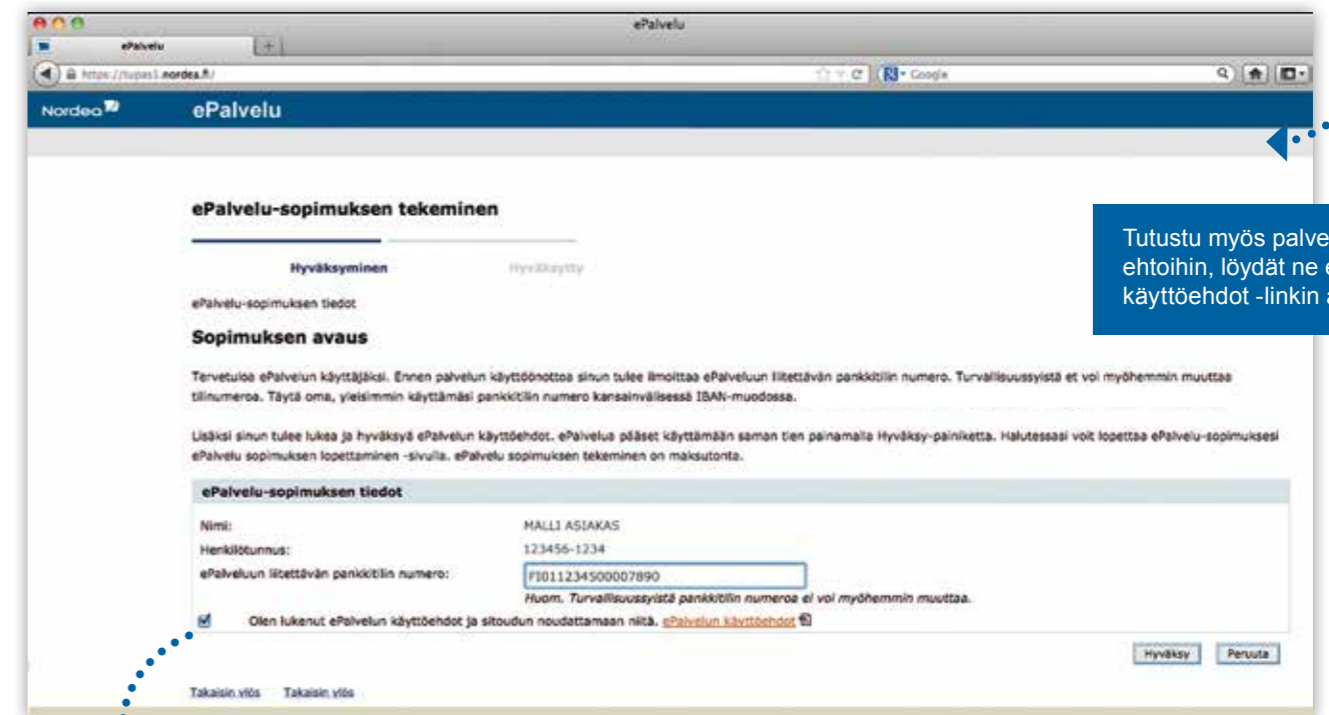 ePalvelu
ePalvelu
https://tupas1.nordea.fi/
Google
Nordea
ePalvelu
ePalvelu-sopimuksen tekeminen
Hyväksyminen
Hyväksytty
Tutustu myös palve
ehtoihin, löydät ne e
käyttöehdot -linkin a
ePalvelu-sopimuksen tiedot
Sopimuksen avaus
Tervetuloa ePalvelun käyttäjäksi. Ennen palvelun käyttöönottoa sinun tulee ilmoittaa ePalveluun liitettävän pankkitilin numero. Turvallisuussyistä et voi myöhemmin muuttaa
tilinumeroa. Täytä oma, yleisimmin käyttämäsi pankkitilin numero kansainvälisessä IBAN-muodossa.
Lisäksi sinun tulee lukea ja hyväksyä ePalvelun käyttöehdot. ePalvelua pääset käyttämään saman tien painamalla Hyväksy-painiketta. Halutessasi voit lopettaa ePalvelu-sopimuksesi
ePalvelu sopimuksen lopettaminen -sivulla. ePalvelu sopimuksen tekeminen on maksutonta.
ePalvelu-sopimuksen tiedot
Nimi: MALLI ASIAKAS
Henkilötunnus: 123456-1234
ePalveluun liitettävän pankkitilin numero: FI011234500007890
Huom. Turvallisuussyistä pankkitilin numeroa ei voi myöhemmin muuttaa.
Olen lukenut ePalvelun käyttöehdot ja sitoudun noudattamaan niitä. ePalvelun käyttöehdot
Hyväksy Peruuta
Takaisin ylös Takaisin ylös